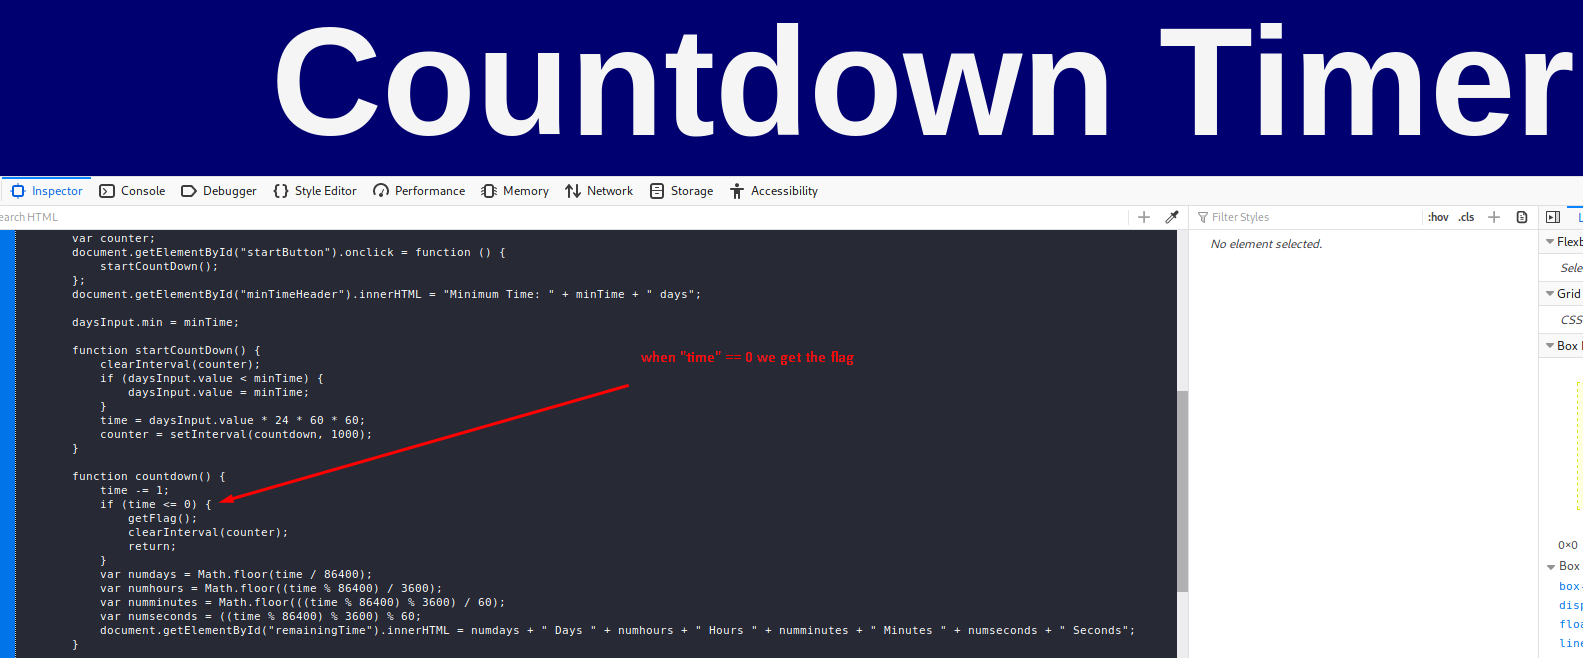 Countdown Timer
Inspector Console Debugger Style Editor Performance Memory Network Storage Accessibility
earch HTML
Filter Styles
:hov .cls
var counter;
document.getElementById("startButton").onclick = function () {
startCountDown();
};
document.getElementById("minTimeHeader").innerHTML = "Minimum Time: " + minTime + " days";
daysInput.min = minTime;
function startCountDown() {
clearInterval(counter);
if (daysInput.value < minTime) {
daysInput.value = minTime;
}
time = daysInput.value * 24 * 60 * 60;
counter = setInterval(countdown, 1000);
}
function countdown() {
time -= 1;
if (time <= 0) {
getFlag();
clearInterval(counter);
return;
}
var numdays = Math.floor(time / 86400);
var numhours = Math.floor((time % 86400) / 3600);
var numminutes = Math.floor(((time % 86400) % 3600) / 60);
var numseconds = ((time % 86400) % 3600) % 60;
document.getElementById("remainingTime").innerHTML = numdays + " Days " + numhours + " Hours " + numminutes + " Minutes " + numseconds + " Seconds";
}
when "time" == 0 we get the flag
No element selected.
L
Flexb
Sele
Grid
CSS
Box
0×0
Box
box-
disp
floa
line